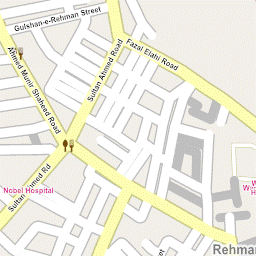 Gulshan-e-Rehman Street
Fazal Elahi Road
Sultan Ahmed Road
Ahmed Munir Shaheed Road
Nobel Hospital
Sultan Ahmed Rd
Rehman